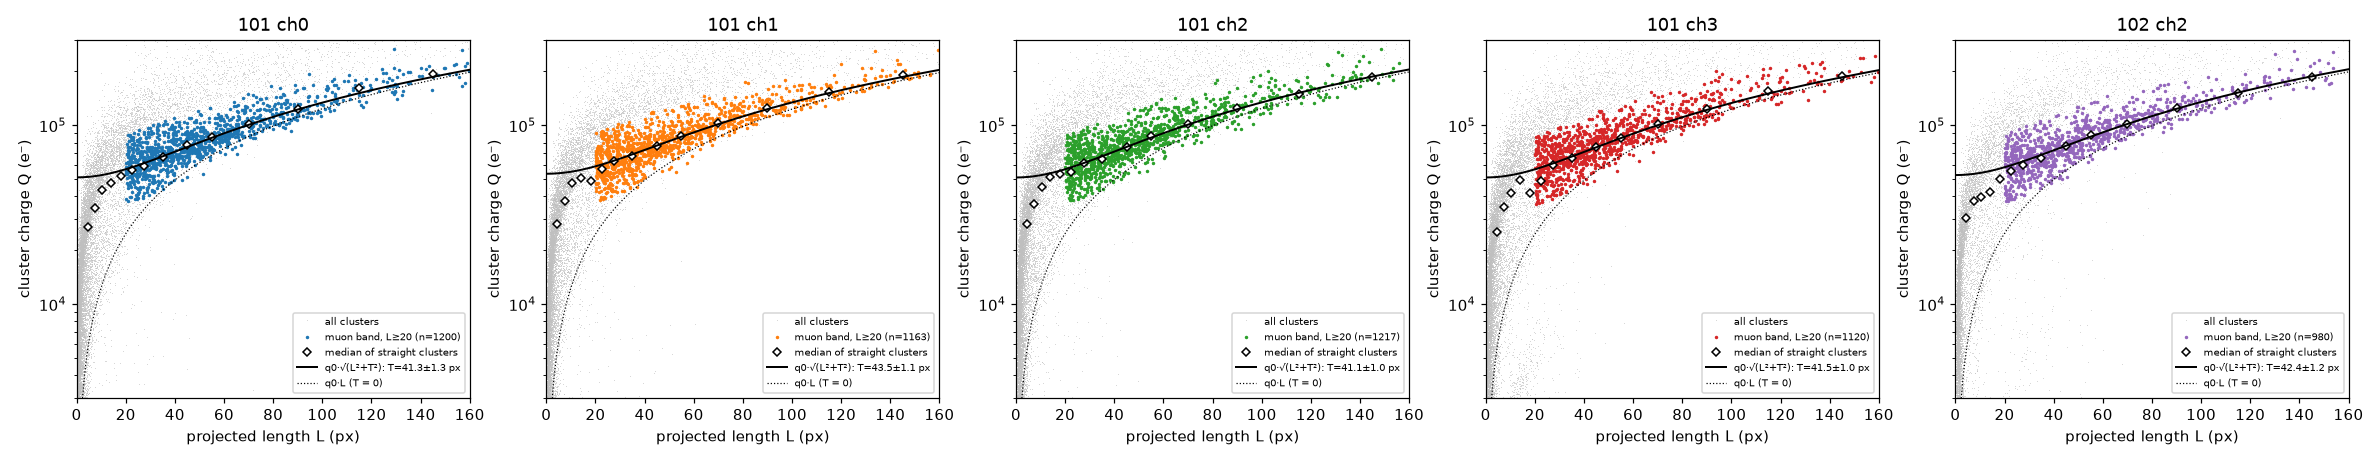 101 ch0
cluster charge Q (e⁻)
10⁵
10⁴
0 20 40 60 80 100 120 140 160
projected length L (px)
all clusters
muon band, L≥20 (n=1200)
median of straight clusters
q0·√(L²+T²): T=41.3±1.3 px
q0·L (T = 0)
101 ch1
cluster charge Q (e⁻)
10⁵
10⁴
0 20 40 60 80 100 120 140 160
projected length L (px)
all clusters
muon band, L≥20 (n=1163)
median of straight clusters
q0·√(L²+T²): T=43.5±1.1 px
q0·L (T = 0)
101 ch2
cluster charge Q (e⁻)
10⁵
10⁴
0 20 40 60 80 100 120 140 160
projected length L (px)
all clusters
muon band, L≥20 (n=1217)
median of straight clusters
q0·√(L²+T²): T=41.1±1.0 px
q0·L (T = 0)
101 ch3
cluster charge Q (e⁻)
10⁵
10⁴
0 20 40 60 80 100 120 140 160
projected length L (px)
all clusters
muon band, L≥20 (n=1120)
median of straight clusters
q0·√(L²+T²): T=41.5±1.0 px
q0·L (T = 0)
102 ch2
cluster charge Q (e⁻)
10⁵
10⁴
0 20 40 60 80 100 120 140 160
projected length L (px)
all clusters
muon band, L≥20 (n=980)
median of straight clusters
q0·√(L²+T²): T=42.4±1.2 px
q0·L (T = 0)